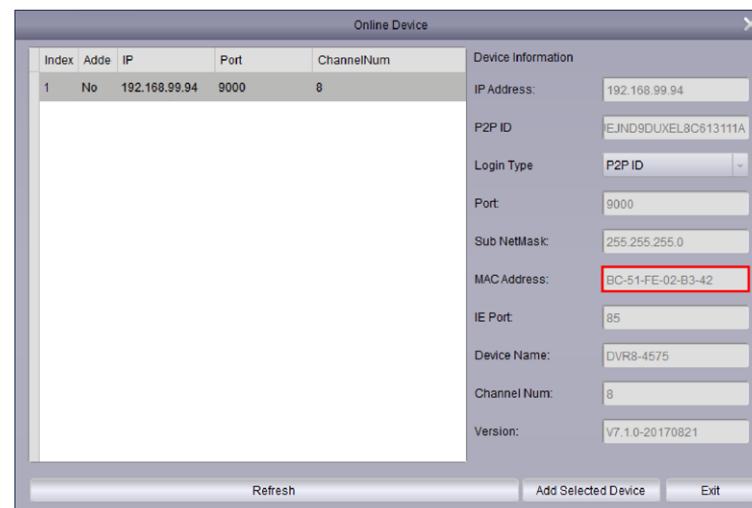 Online Device
Index Adde IP Port ChannelNum
1 No 192.168.99.94 9000 8
Device Information
IP Address: 192.168.99.94
P2P ID EJND9DUXEL8C613111A
Login Type P2P ID
Port: 9000
Sub NetMask: 255.255.255.0
MAC Address: BC-51-FE-02-B3-42
IE Port: 85
Device Name: DVR8-4575
Channel Num: 8
Version: V7.1.0-20170821
Refresh Add Selected Device Exit